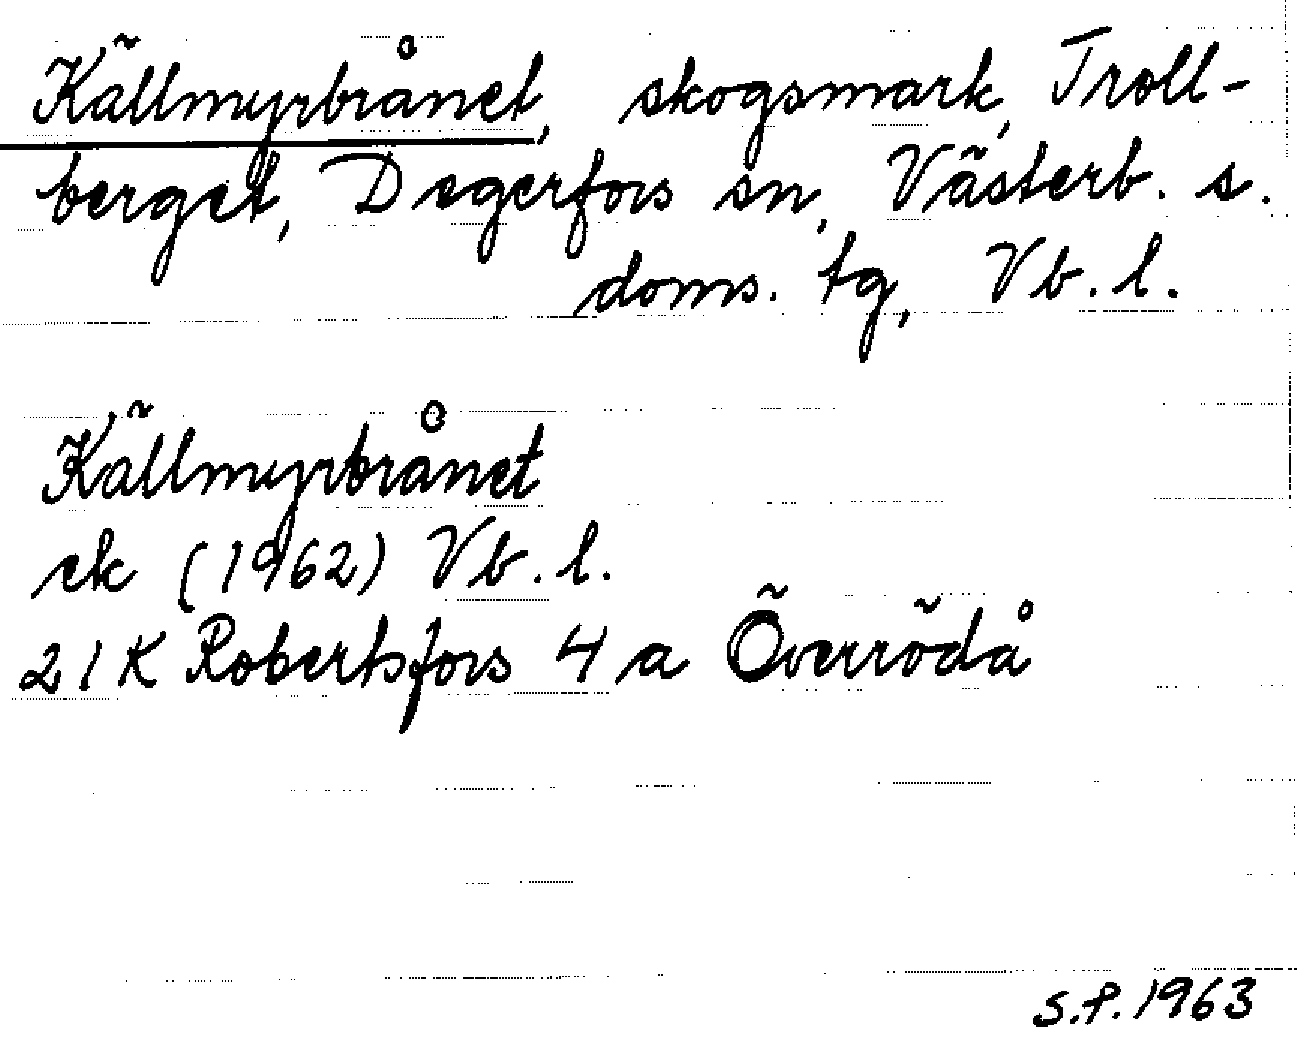 Källmyrbrånet, skogsmark, Troll-
berget, Degerfors sn, Västerb. s.
doms. tg, Vb. l.
Källmyrbrånet
ek (1962) Vb. l.
21 K Robertsfors 4 a Överrödå
S.P. 1963